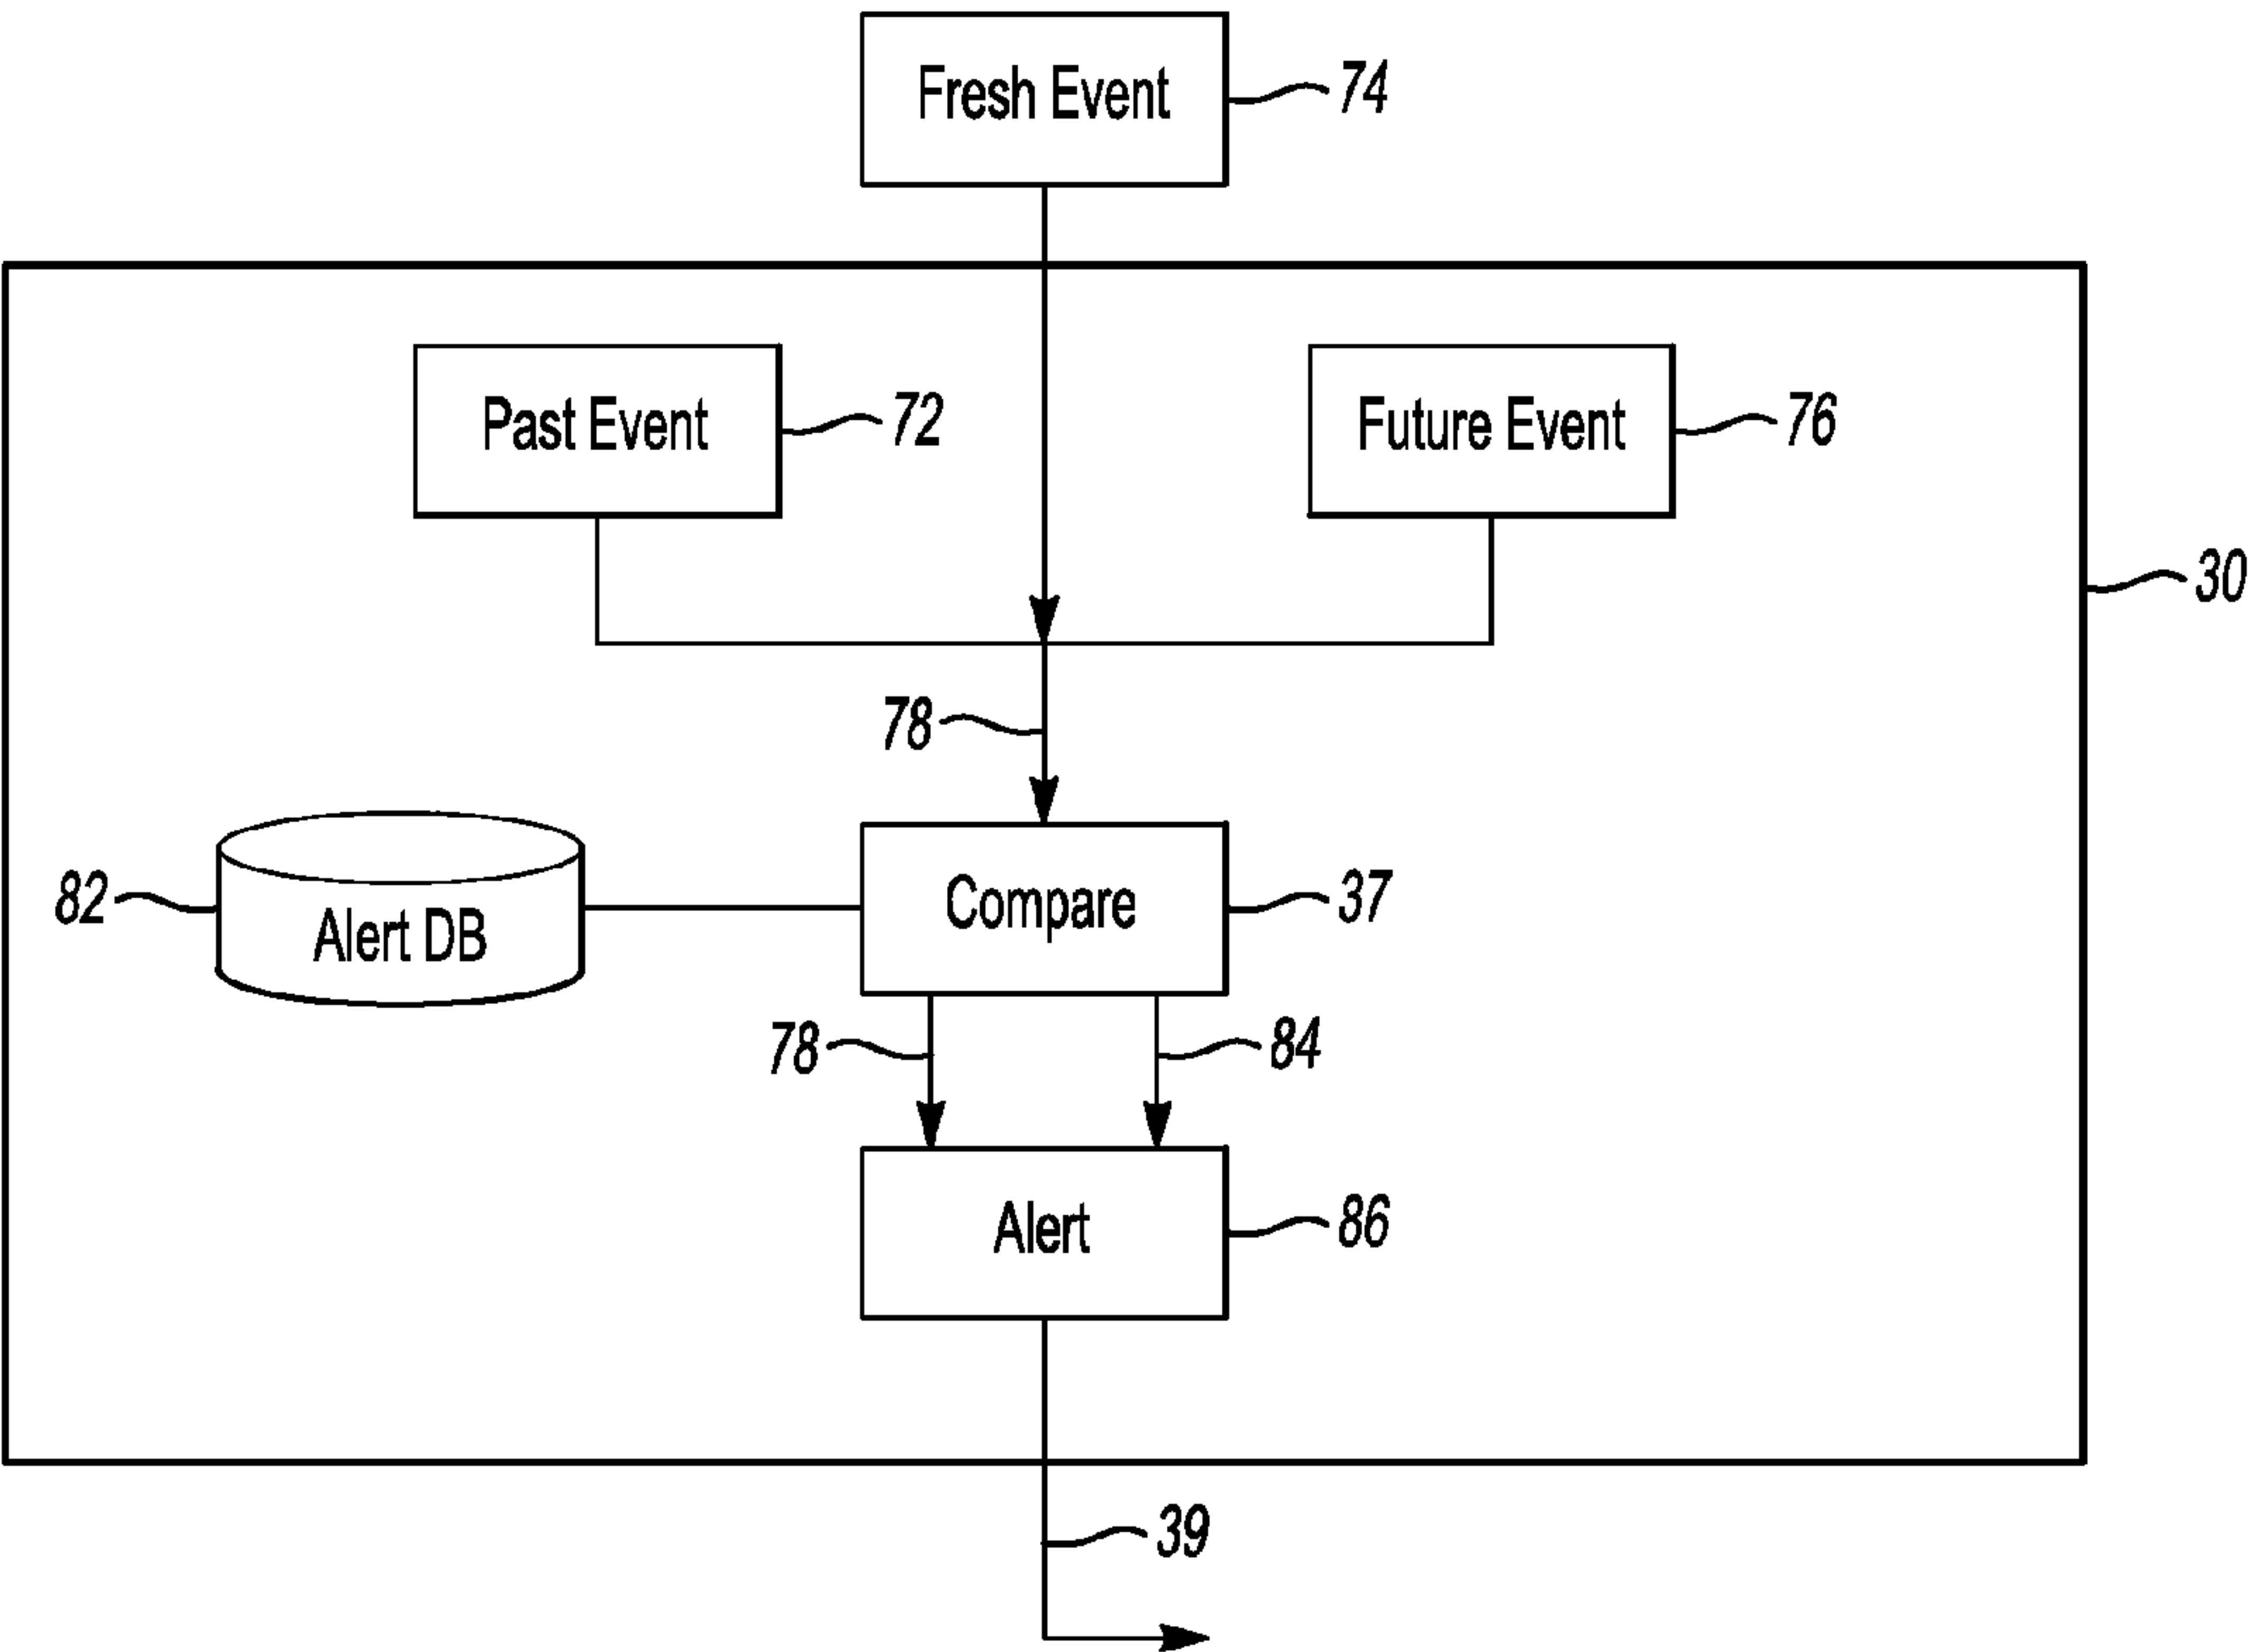 Fresh Event 74
Past Event 72
Future Event 76
30
78
82 Alert DB
Compare 37
78 84
Alert 86
39